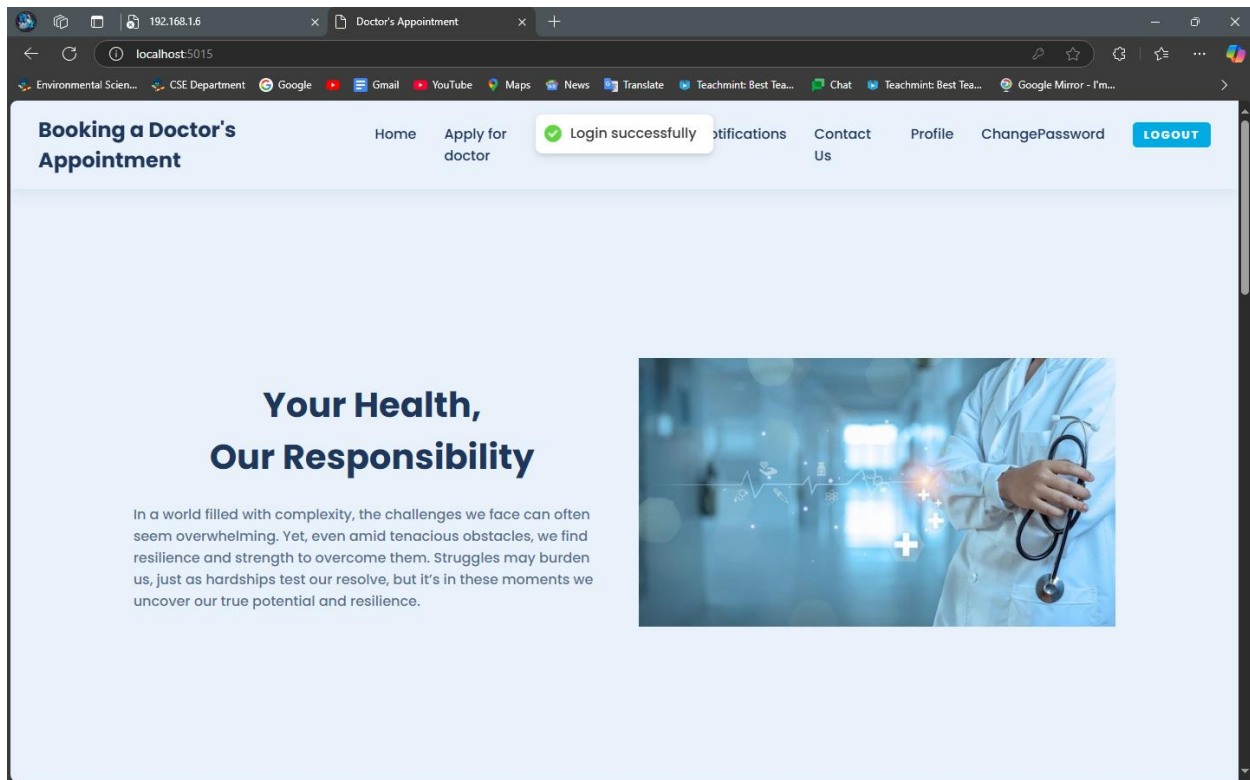 192.168.1.6
Doctor's Appointment
localhost:5015
Environmental Scien... CSE Department Google Gmail YouTube Maps News Translate Teachmint: Best Tea... Chat Teachmint: Best Tea... Google Mirror - I'm...
Booking a Doctor's
Appointment
Home
Apply for
doctor
Login successfully
Contact
Us
Profile
ChangePassword
LOGOUT
Your Health,
Our Responsibility
In a world filled with complexity, the challenges we face can often
seem overwhelming. Yet, even amid tenacious obstacles, we find
resilience and strength to overcome them. Struggles may burden
us, just as hardships test our resolve, but it's in these moments we
uncover our true potential and resilience.